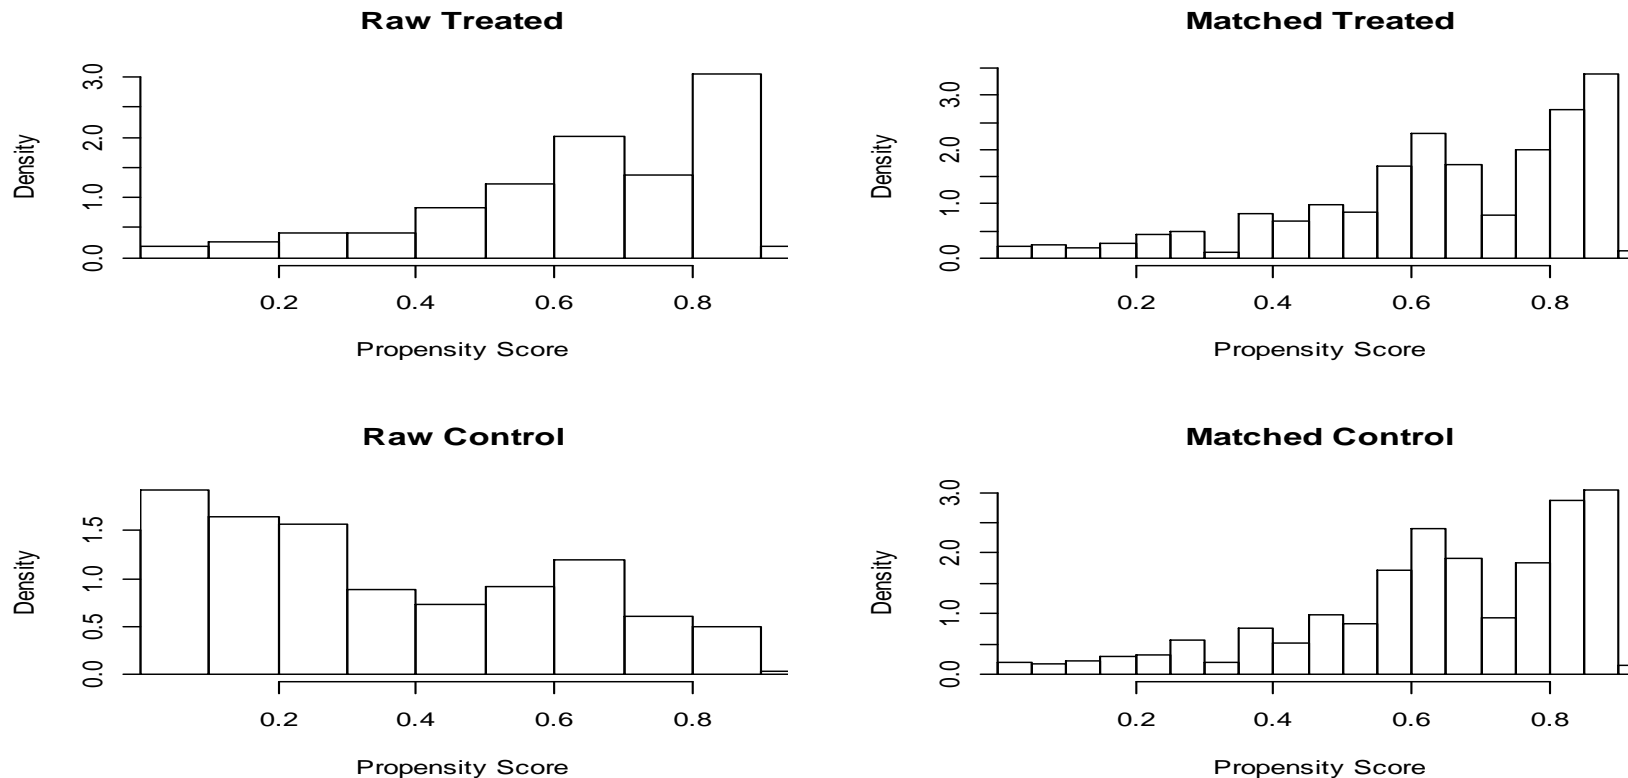 Raw Treated
Density
0.0 1.0 2.0 3.0
0.2 0.4 0.6 0.8
Propensity Score
Matched Treated
Density
0.0 1.0 2.0 3.0
0.2 0.4 0.6 0.8
Propensity Score
Raw Control
Density
0.0 0.5 1.0 1.5
0.2 0.4 0.6 0.8
Propensity Score
Matched Control
Density
0.0 1.0 2.0 3.0
0.2 0.4 0.6 0.8
Propensity Score